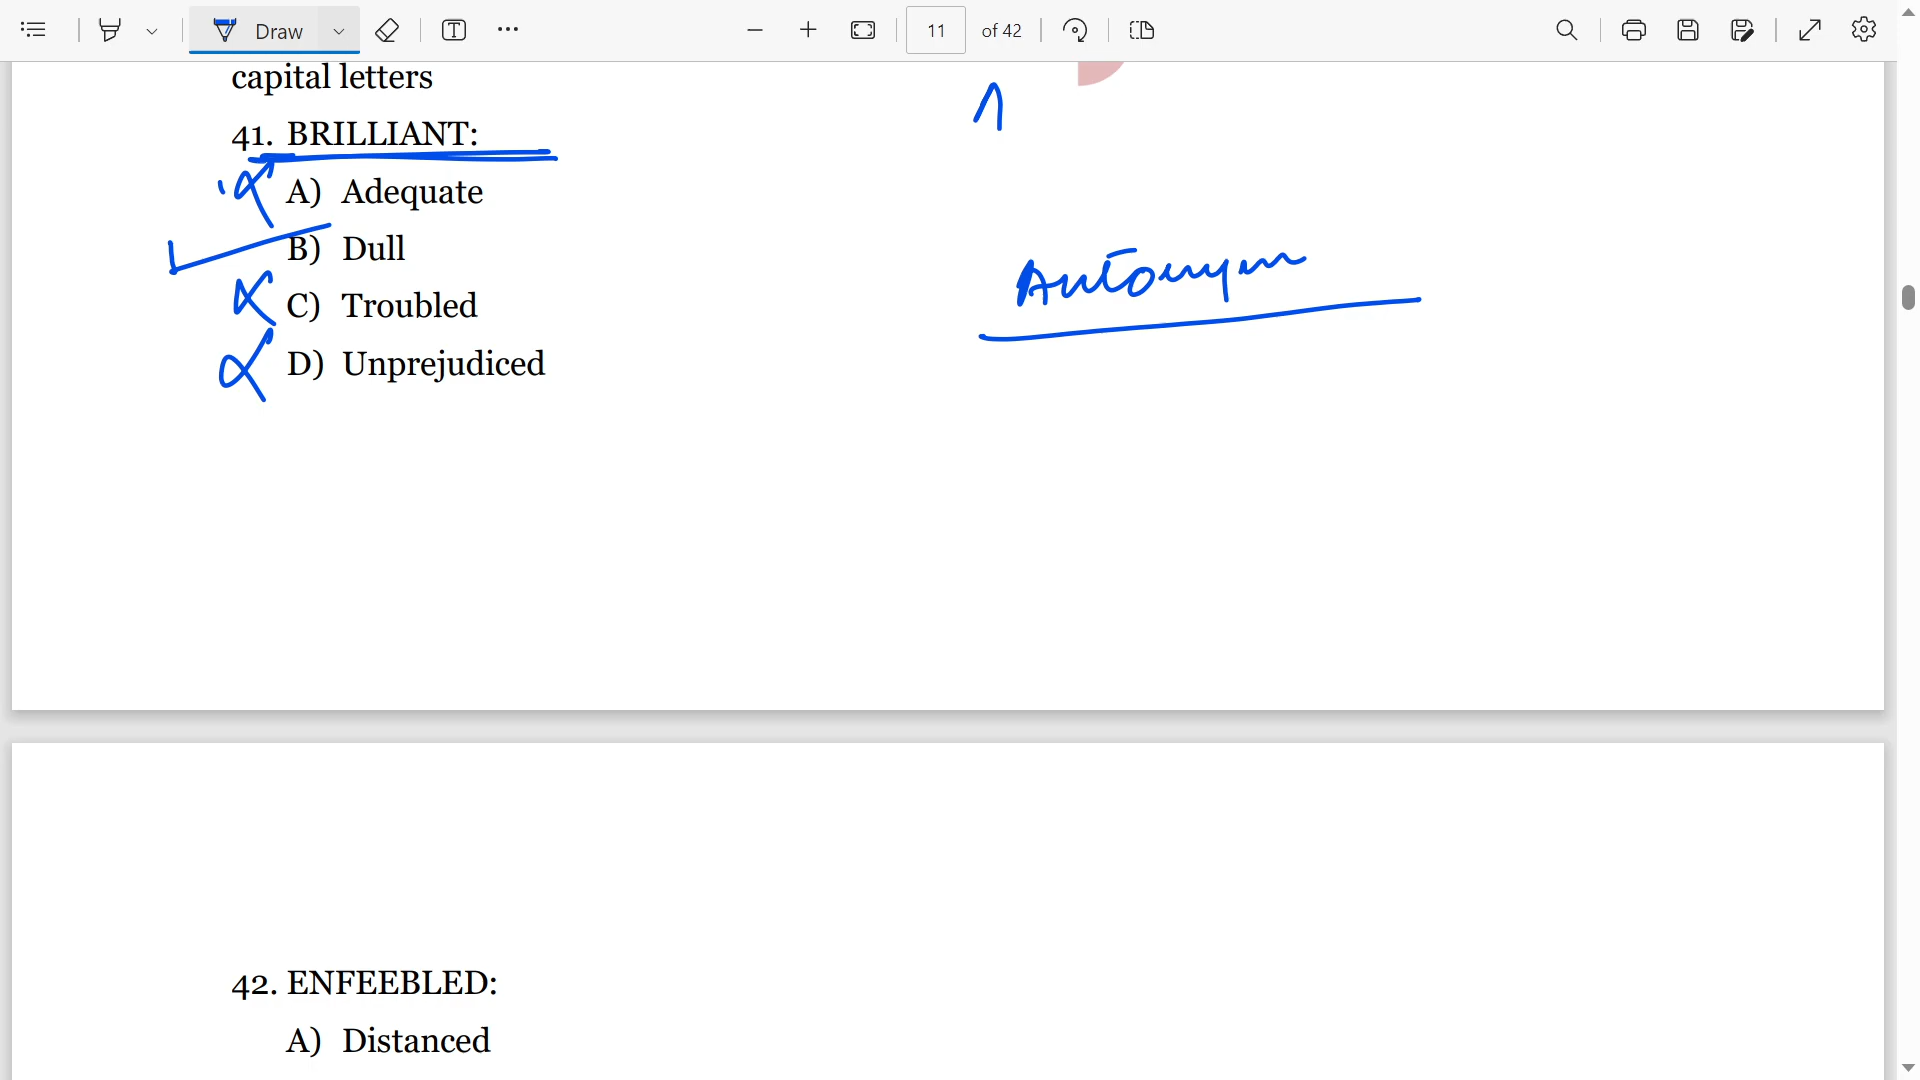 Draw
11 of 42
capital letters
41. BRILLIANT:
A) Adequate
B) Dull
C) Troubled
D) Unprejudiced
Antonym
42. ENFEEBLED:
A) Distanced